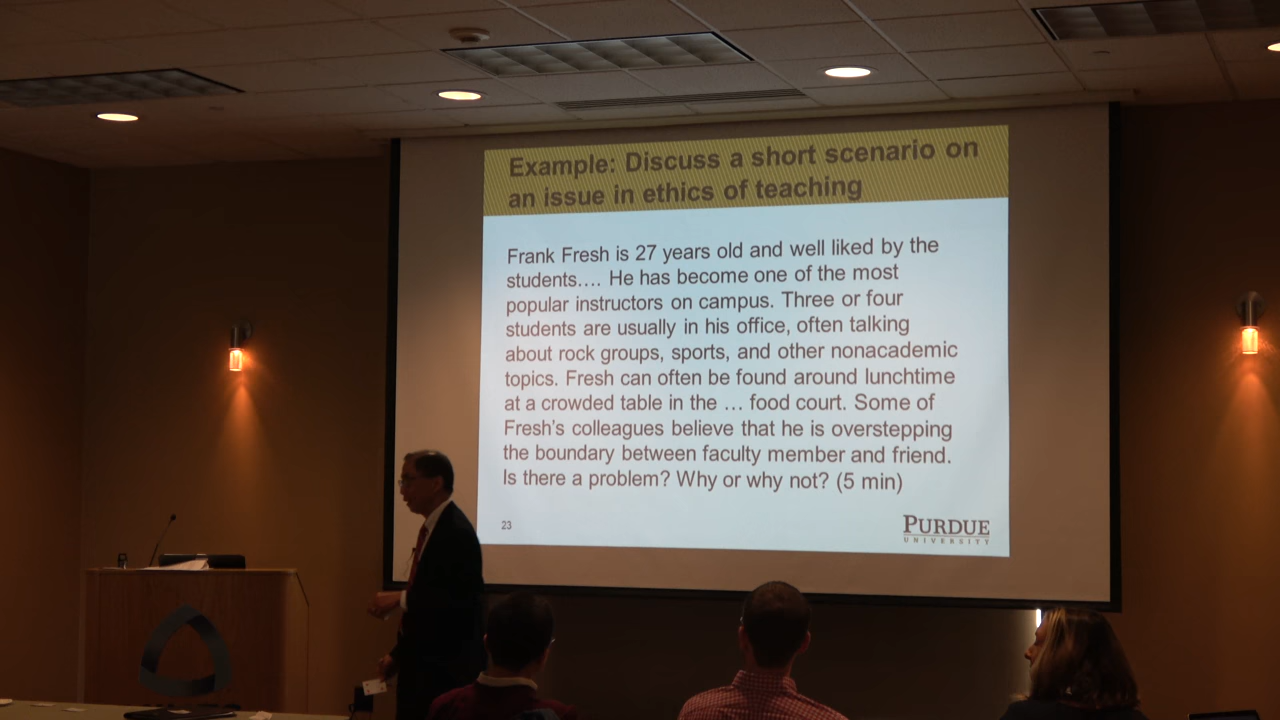 Example: Discuss a short scenario on
an issue in ethics of teaching
Frank Fresh is 27 years old and well liked by the
students.... He has become one of the most
popular instructors on campus. Three or four
students are usually in his office, often talking
about rock groups, sports, and other nonacademic
topics. Fresh can often be found around lunchtime
at a crowded table in the ... food court. Some of
Fresh's colleagues believe that he is overstepping
the boundary between faculty member and friend.
Is there a problem? Why or why not? (5 min)
23
PURDUE
UNIVERSITY